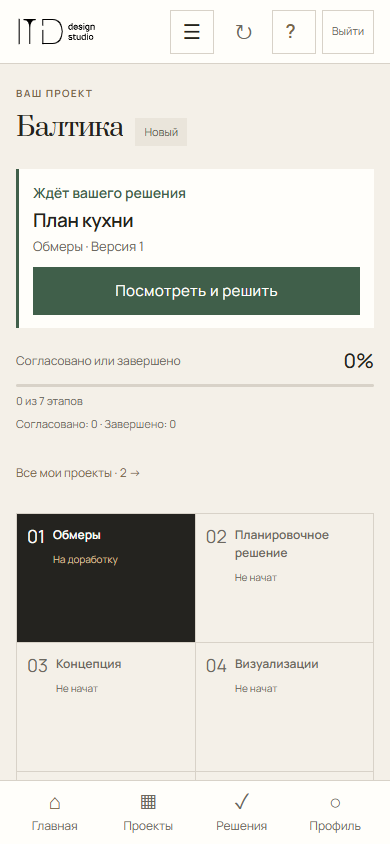 ITD design
studio
?
Выйти
ВАШ ПРОЕКТ
Балтика
Новый
Ждёт вашего решения
План кухни
Обмеры · Версия 1
Посмотреть и решить
Согласовано или завершено
0%
0 из 7 этапов
Согласовано: 0 · Завершено: 0
Все мои проекты · 2 →
01 Обмеры
На доработку
02 Планировочное
решение
Не начат
03 Концепция
Не начат
04 Визуализации
Не начат
Главная
Проекты
Решения
Профиль